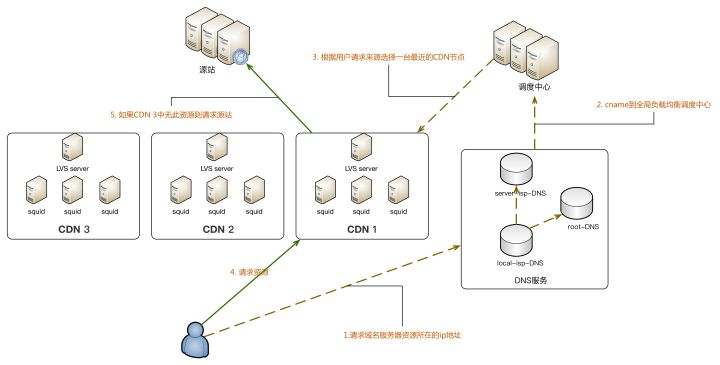 3. 根据用户请求来源选择一台最近的CDN节点
源站
调度中心
2. cname到全局负载均衡调度中心
5. 如果CDN 3中无此资源则请求源站
LVS server
LVS server
LVS server
squid squid squid
squid squid squid
squid squid squid
CDN 3
CDN 2
CDN 1
server-isp-DNS
root-DNS
local-isp-DNS
DNS服务
4. 请求资源
1.请求域名服务器资源所在的ip地址